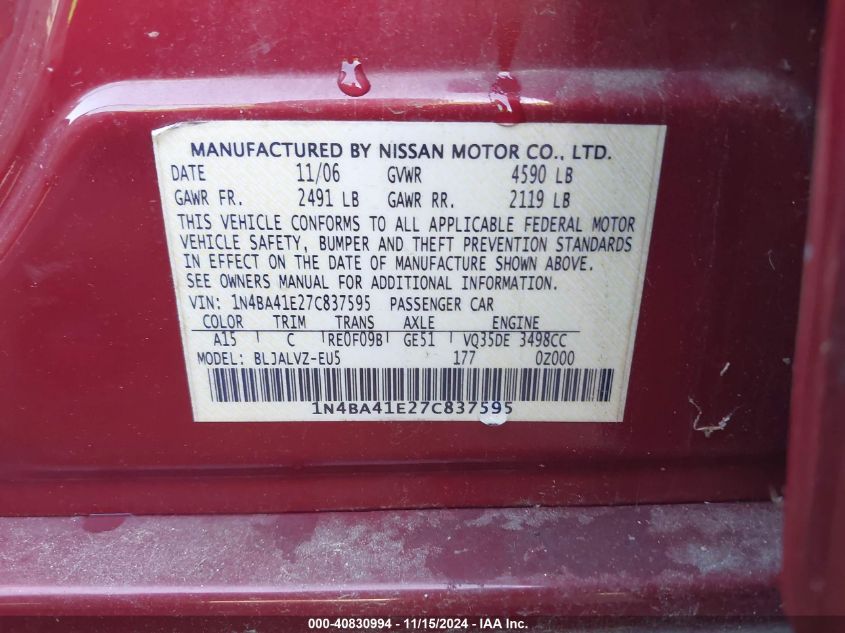 MANUFACTURED BY NISSAN MOTOR CO., LTD.
DATE 11/06 GVWR 4590 LB
GAWR FR. 2491 LB GAWR RR. 2119 LB
THIS VEHICLE CONFORMS TO ALL APPLICABLE FEDERAL MOTOR
VEHICLE SAFETY, BUMPER AND THEFT PREVENTION STANDARDS
IN EFFECT ON THE DATE OF MANUFACTURE SHOWN ABOVE.
SEE OWNERS MANUAL FOR ADDITIONAL INFORMATION.
VIN: 1N4BA41E27C837595 PASSENGER CAR
COLOR TRIM TRANS AXLE ENGINE
A15 C RE0F09B GE51 VQ35DE 3498CC
MODEL: BLJALVZ-EU5 177 0Z000
1N4BA41E27C837595
000-40830994 — 11/15/2024 — IAA Inc.